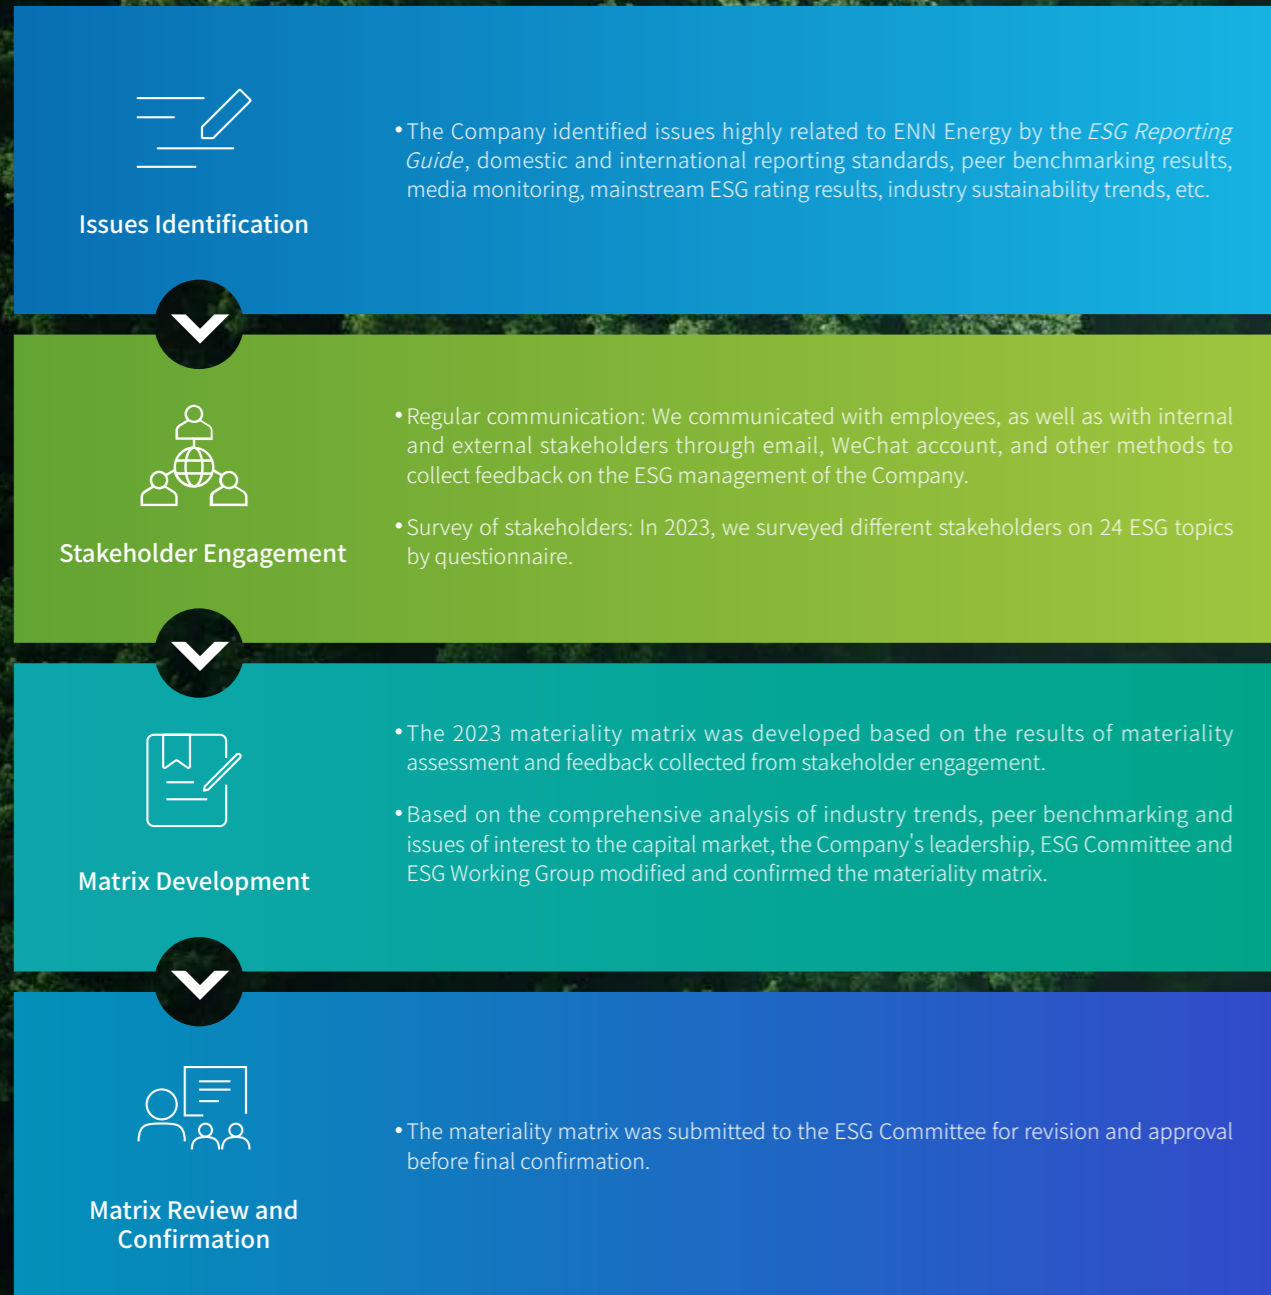 • The Company identified issues highly related to ENN Energy by the ESG Reporting
Guide, domestic and international reporting standards, peer benchmarking results,
media monitoring, mainstream ESG rating results, industry sustainability trends, etc.
Issues Identification
• Regular communication: We communicated with employees, as well as with internal
and external stakeholders through email, WeChat account, and other methods to
collect feedback on the ESG management of the Company.
• Survey of stakeholders: In 2023, we surveyed different stakeholders on 24 ESG topics
by questionnaire.
Stakeholder Engagement
• The 2023 materiality matrix was developed based on the results of materiality
assessment and feedback collected from stakeholder engagement.
• Based on the comprehensive analysis of industry trends, peer benchmarking and
issues of interest to the capital market, the Company's leadership, ESG Committee and
ESG Working Group modified and confirmed the materiality matrix.
Matrix Development
• The materiality matrix was submitted to the ESG Committee for revision and approval
before final confirmation.
Matrix Review and
Confirmation